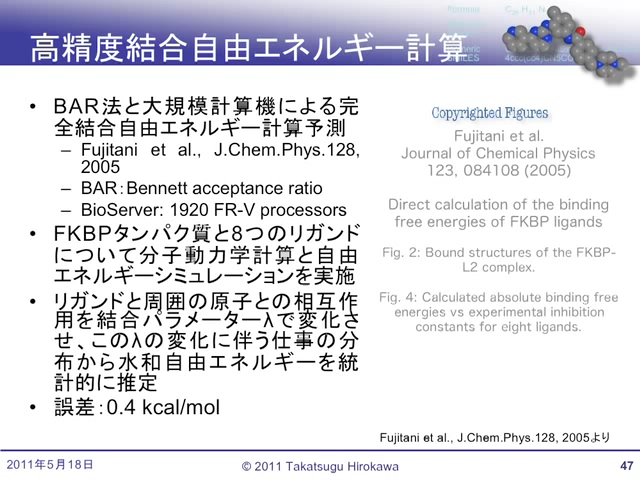 Formula C₂₉H₃₁N
高精度結合自由エネルギー計算
SMILES
• BAR法と大規模計算機による完
全結合自由エネルギー計算予測
– Fujitani et al., J.Chem.Phys.128,
2005
– BAR：Bennett acceptance ratio
– BioServer: 1920 FR-V processors
• FKBPタンパク質と8つのリガンド
について分子動力学計算と自由
エネルギーシミュレーションを実施
• リガンドと周囲の原子との相互作
用を結合パラメーターλで変化さ
せ、このλの変化に伴う仕事の分
布から水和自由エネルギーを統
計的に推定
• 誤差：0.4 kcal/mol
Copyrighted Figures
Fujitani et al.
Journal of Chemical Physics
123, 084108 (2005)
Direct calculation of the binding
free energies of FKBP ligands
Fig. 2: Bound structures of the FKBP-
L2 complex.
Fig. 4: Calculated absolute binding free
energies vs experimental inhibition
constants for eight ligands.
Fujitani et al., J.Chem.Phys.128, 2005より
2011年5月18日
© 2011 Takatsugu Hirokawa
47